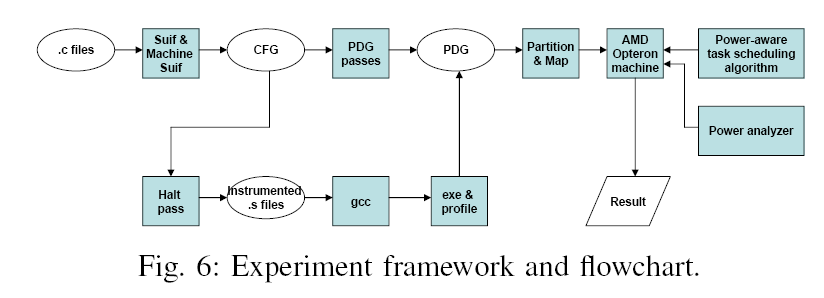 .c files
Suif &
Machine
Suif
CFG
PDG
passes
PDG
Partition
& Map
AMD
Opteron
machine
Power-aware
task scheduling
algorithm
Power analyzer
Halt
pass
Instrumented
.s files
gcc
exe &
profile
Result
Fig. 6: Experiment framework and flowchart.